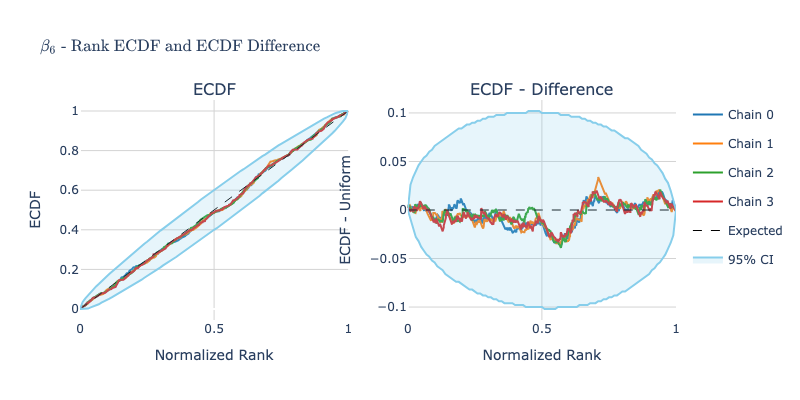 β₆ - Rank ECDF and ECDF Difference
ECDF
ECDF
1
0.8
0.6
0.4
0.2
0
0
0.5
1
Normalized Rank
ECDF - Difference
ECDF - Uniform
0.1
0.05
0
−0.05
−0.1
0
0.5
1
Normalized Rank
Chain 0
Chain 1
Chain 2
Chain 3
Expected
95% CI